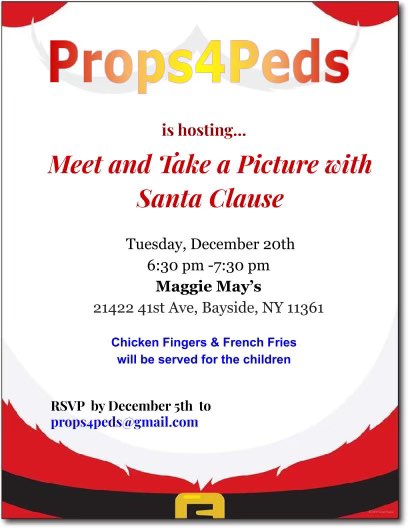 Props4Peds
is hosting...
Meet and Take a Picture with
Santa Clause
Tuesday, December 20th
6:30 pm -7:30 pm
Maggie May's
21422 41st Ave, Bayside, NY 11361
Chicken Fingers & French Fries
will be served for the children
RSVP by December 5th to
props4peds@gmail.com